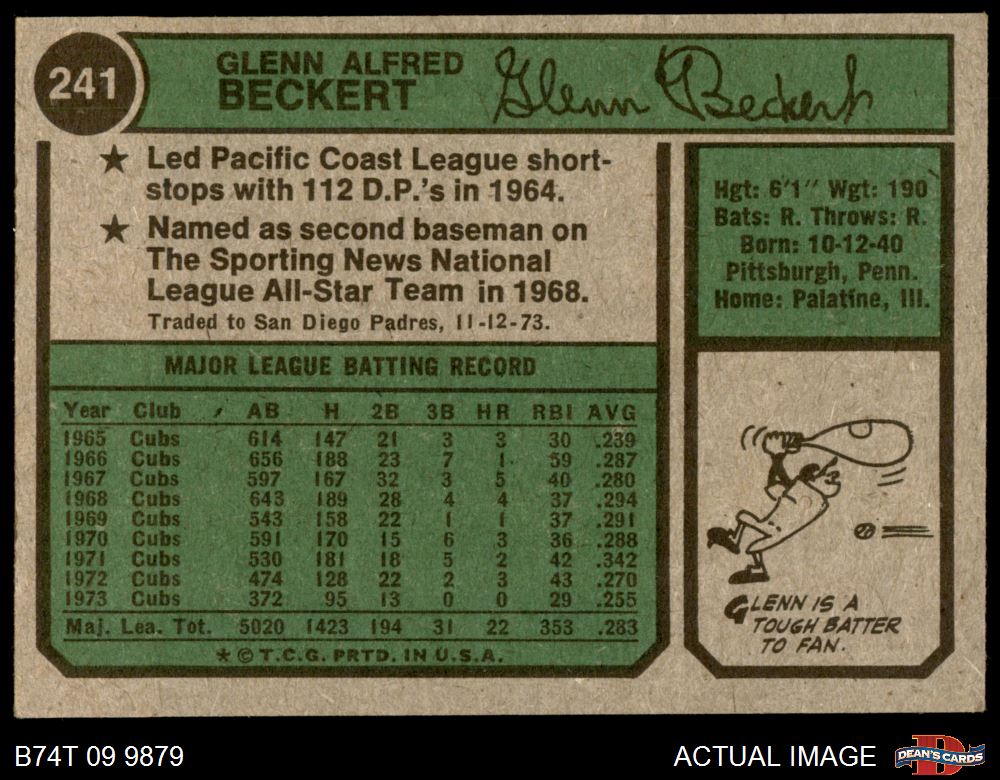 241
GLENN ALFRED
BECKERT
Glenn Beckert
★ Led Pacific Coast League short-
stops with 112 D.P.'s in 1964.
★ Named as second baseman on
The Sporting News National
League All-Star Team in 1968.
Traded to San Diego Padres, 11-12-73.
Hgt: 6'1" Wgt: 190
Bats: R. Throws: R.
Born: 10-12-40
Pittsburgh, Penn.
Home: Palatine, Ill.
MAJOR LEAGUE BATTING RECORD
Year Club AB H 2B 3B HR RBI AVG
1965 Cubs 614 147 21 3 3 30 .239
1966 Cubs 656 188 23 7 1 59 .287
1967 Cubs 597 167 32 3 5 40 .280
1968 Cubs 643 189 28 4 4 37 .294
1969 Cubs 543 158 22 1 1 37 .291
1970 Cubs 591 170 15 6 3 36 .288
1971 Cubs 530 181 18 5 2 42 .342
1972 Cubs 474 128 22 2 3 43 .270
1973 Cubs 372 95 13 0 0 29 .255
Maj. Lea. Tot. 5020 1423 194 31 22 353 .283
★ © T.C.G. PRTD. IN U.S.A.
GLENN IS A
TOUGH BATTER
TO FAN.
B74T 09 9879
ACTUAL IMAGE
DEAN'S CARDS